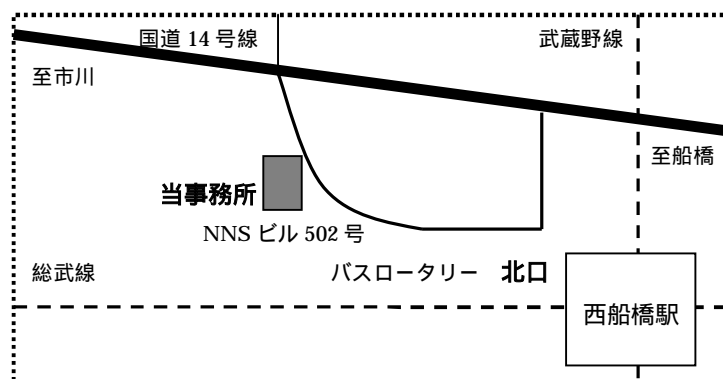 国道 14 号線
武蔵野線
至市川
至船橋
当事務所
NNS ビル 502 号
総武線
バスロータリー 北口
西船橋駅